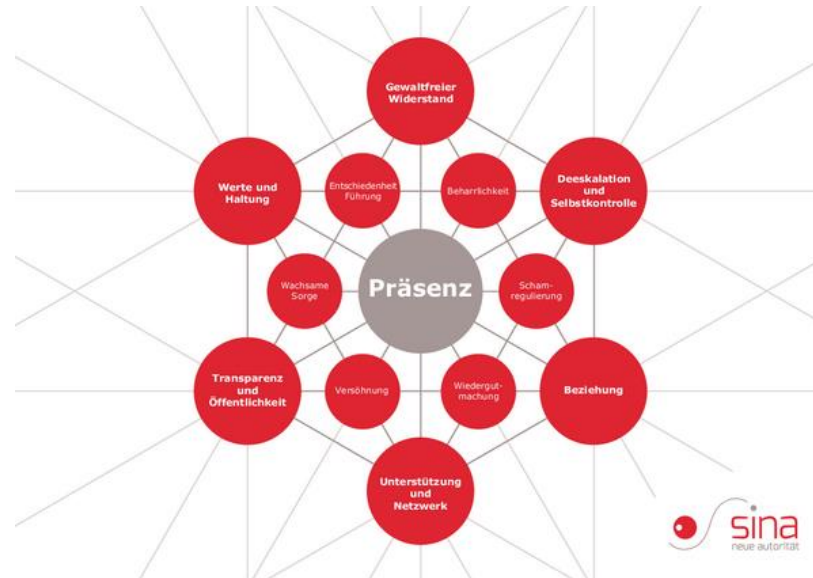 Gewaltfreier
Widerstand
Werte und
Haltung
Entschiedenheit
Führung
Beharrlichkeit
Deeskalation
und
Selbstkontrolle
Wachsame
Sorge
Präsenz
Scham-
regulierung
Transparenz
und
Öffentlichkeit
Versöhnung
Wiedergut-
machung
Beziehung
Unterstützung
und
Netzwerk
sina
neue autorität